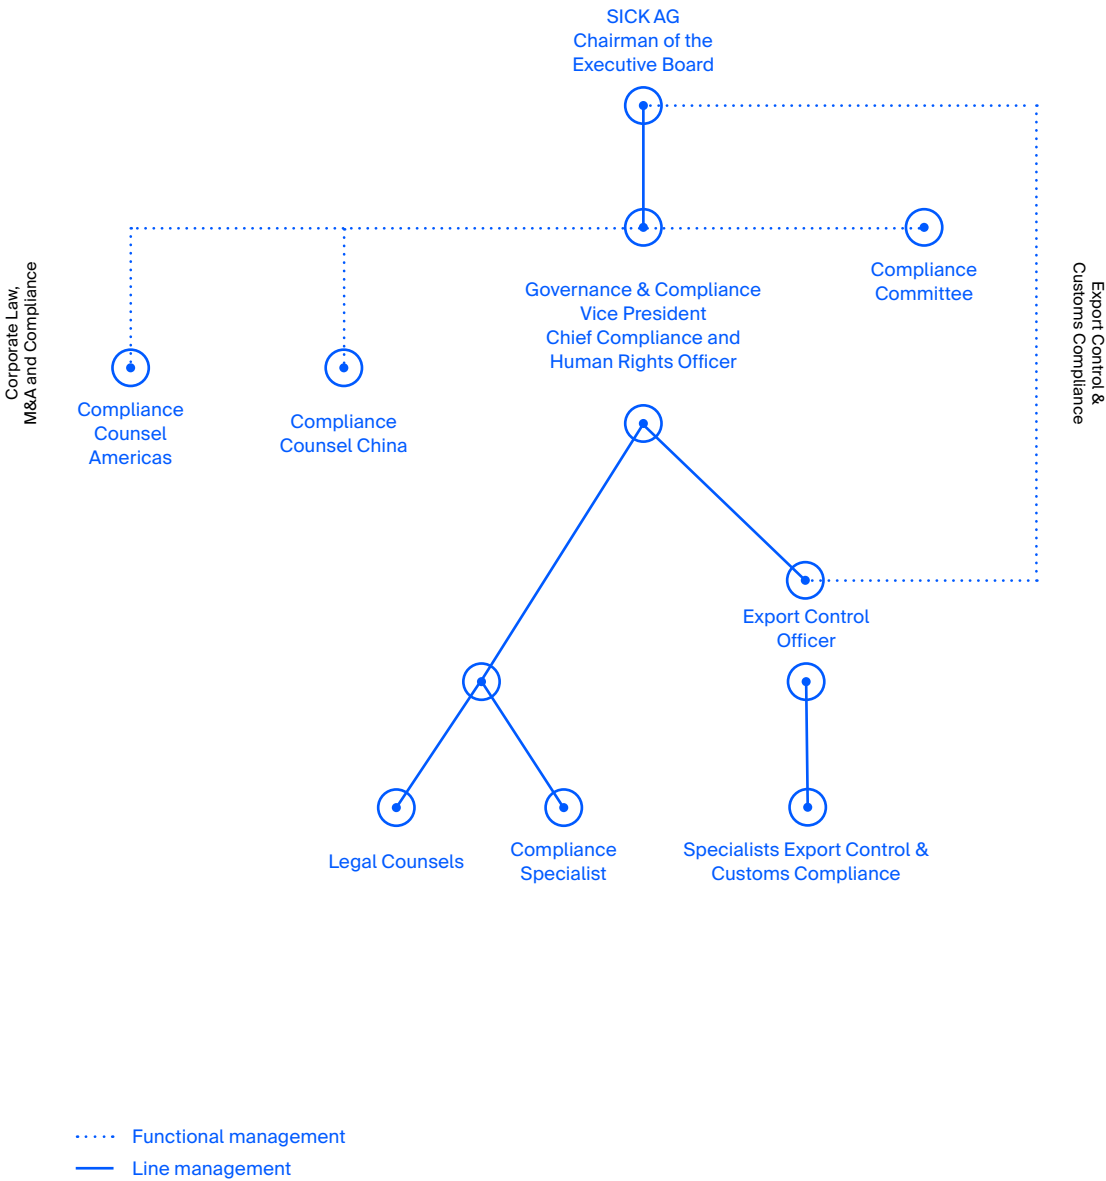 SICK AG
Chairman of the
Executive Board
Corporate Law,
M&A and Compliance
Compliance
Committee
Export Control &
Customs Compliance
Governance & Compliance
Vice President
Chief Compliance and
Human Rights Officer
Compliance
Counsel
Americas
Compliance
Counsel China
Export Control
Officer
Legal Counsels
Compliance
Specialist
Specialists Export Control &
Customs Compliance
Functional management
Line management